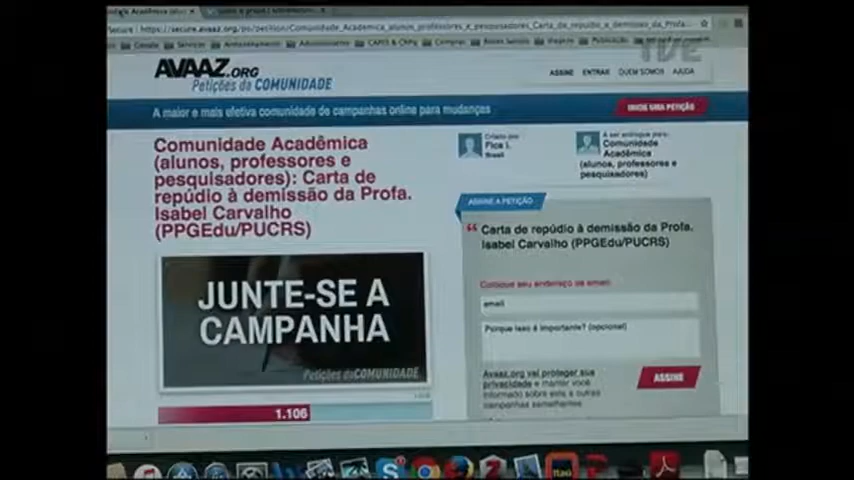 https://secure.avaaz.org/po/petition/Comunidade_Academica_alunos_professores_e_pesquisadores_Carta_de_repudio_a_demissao_da_Profa.
TVE
AVAAZ.ORG
Petições da COMUNIDADE
ASSINE ENTRAR QUEM SOMOS AJUDA
A maior e mais efetiva comunidade de campanhas online para mudanças
INICIE UMA PETIÇÃO
Comunidade Acadêmica
(alunos, professores e
pesquisadores): Carta de
repúdio à demissão da Profa.
Isabel Carvalho
(PPGEdu/PUCRS)
Criado por
Fica I.
Brasil
A ser entregue para:
Comunidade
Acadêmica
(alunos, professores e
pesquisadores)
JUNTE-SE A
CAMPANHA
Petições da COMUNIDADE
1.106
ASSINE A PETIÇÃO
Carta de repúdio à demissão da Profa.
Isabel Carvalho (PPGEdu/PUCRS)
Coloque seu endereço de email:
email
Porque isso é importante? (opcional)
Avaaz.org vai proteger sua
privacidade e manter você
informado sobre esta e outras
campanhas semelhantes
ASSINE
Itaú